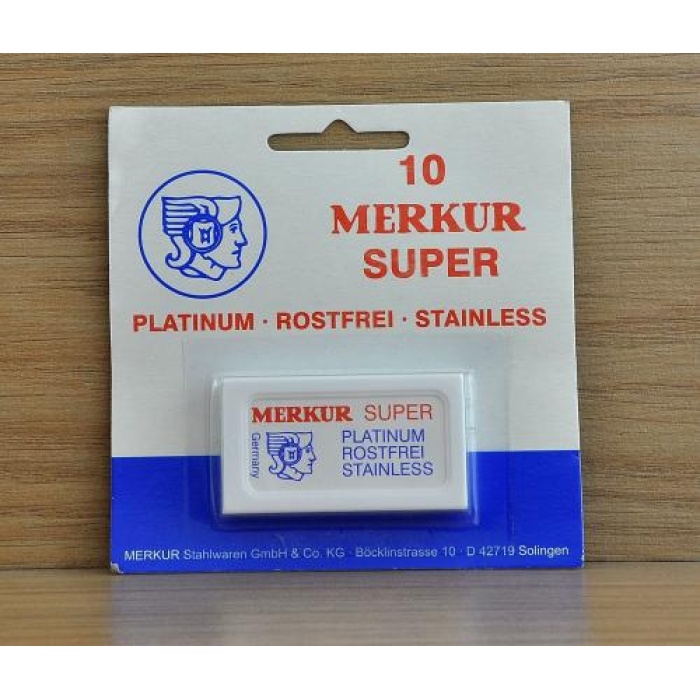 10
MERKUR
SUPER
PLATINUM · ROSTFREI · STAINLESS
MERKUR SUPER
Germany
PLATINUM
ROSTFREI
STAINLESS
MERKUR Stahlwaren GmbH & Co. KG · Böcklinstrasse 10 · D 42719 Solingen